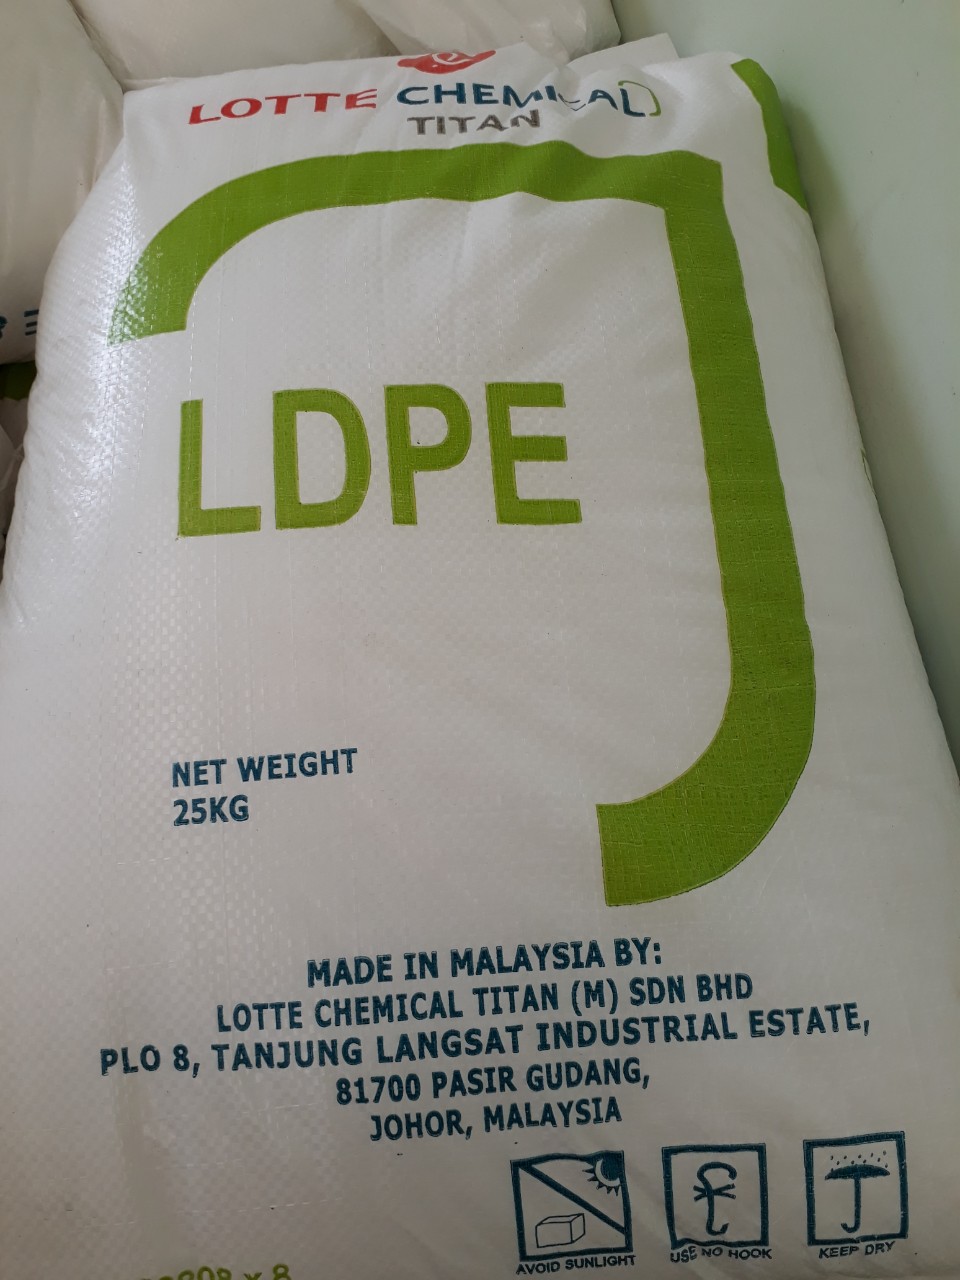 LOTTE CHEMICAL
TITAN
LDPE
NET WEIGHT
25KG
MADE IN MALAYSIA BY:
LOTTE CHEMICAL TITAN (M) SDN BHD
PLO 8, TANJUNG LANGSAT INDUSTRIAL ESTATE,
81700 PASIR GUDANG,
JOHOR, MALAYSIA
AVOID SUNLIGHT
USE NO HOOK
KEEP DRY